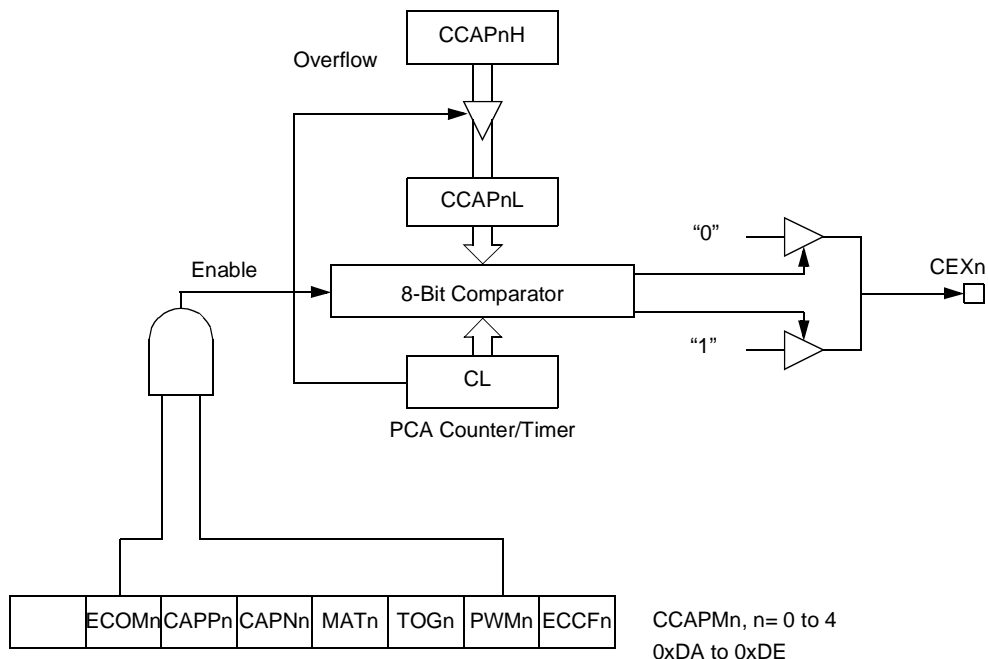 CCAPnH
Overflow
CCAPnL
“0”
Enable
CEXn
8-Bit Comparator
“1”
CL
PCA Counter/Timer
ECOMn CAPPn CAPNn MATn TOGn PWMn ECCFn
CCAPMn, n= 0 to 4
0xDA to 0xDE